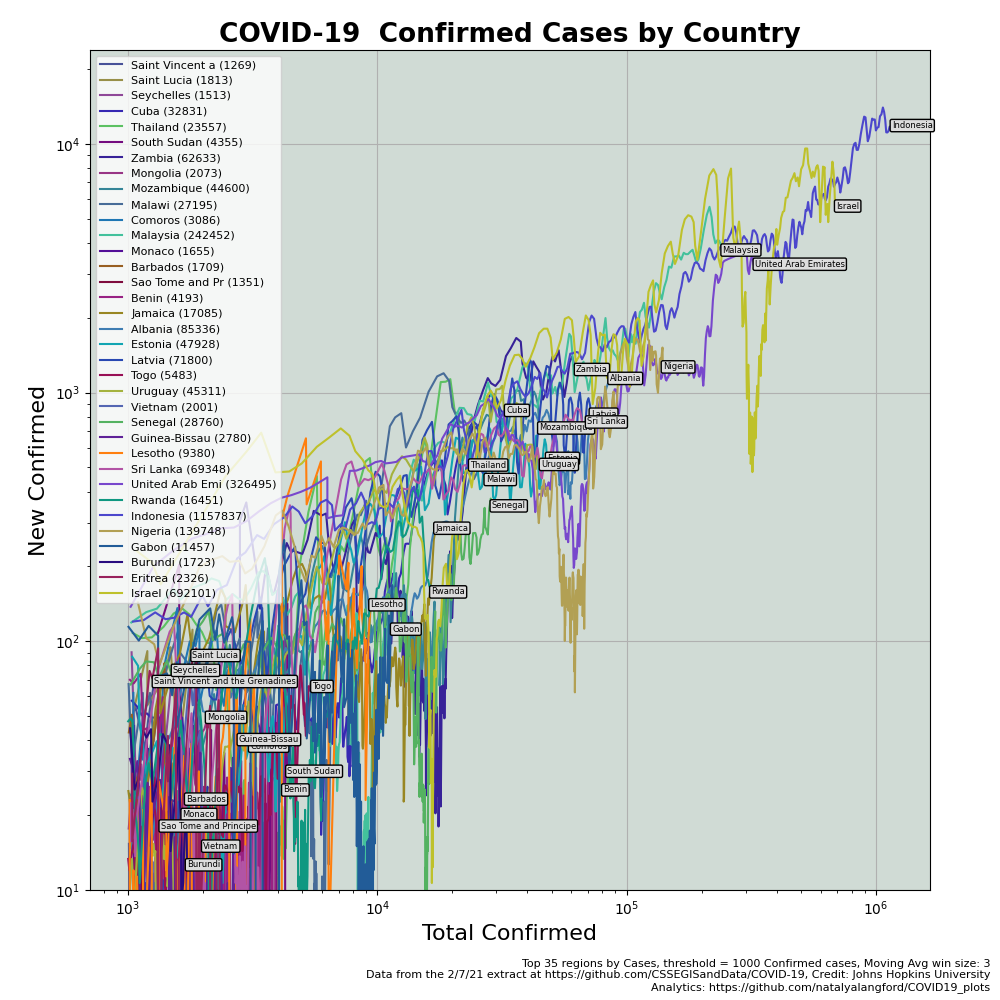 COVID-19  Confirmed Cases by Country
Saint Vincent a (1269)
Saint Lucia (1813)
Seychelles (1513)
Cuba (32831)
Thailand (23557)
South Sudan (4355)
Zambia (62633)
Mongolia (2073)
Mozambique (44600)
Malawi (27195)
Comoros (3086)
Malaysia (242452)
Monaco (1655)
Barbados (1709)
Sao Tome and Pr (1351)
Benin (4193)
Jamaica (17085)
Albania (85336)
Estonia (47928)
Latvia (71800)
Togo (5483)
Uruguay (45311)
Vietnam (2001)
Senegal (28760)
Guinea-Bissau (2780)
Lesotho (9380)
Sri Lanka (69348)
United Arab Emi (326495)
Rwanda (16451)
Indonesia (1157837)
Nigeria (139748)
Gabon (11457)
Burundi (1723)
Eritrea (2326)
Israel (692101)
Indonesia
Israel
Malaysia
United Arab Emirates
Nigeria
Zambia
Albania
Cuba
Latvia
Sri Lanka
Mozambique
Estonia
Uruguay
Thailand
Malawi
Senegal
Jamaica
Rwanda
Lesotho
Gabon
Saint Lucia
Seychelles
Saint Vincent and the Grenadines
Togo
Mongolia
Guinea-Bissau
Comoros
South Sudan
Benin
Barbados
Monaco
Sao Tome and Principe
Vietnam
Burundi
New Confirmed
10⁴
10³
10²
10¹
10³ 10⁴ 10⁵ 10⁶
Total Confirmed
Top 35 regions by Cases, threshold = 1000 Confirmed cases, Moving Avg win size: 3
Data from the 2/7/21 extract at https://github.com/CSSEGISandData/COVID-19, Credit: Johns Hopkins University
Analytics: https://github.com/natalyalangford/COVID19_plots